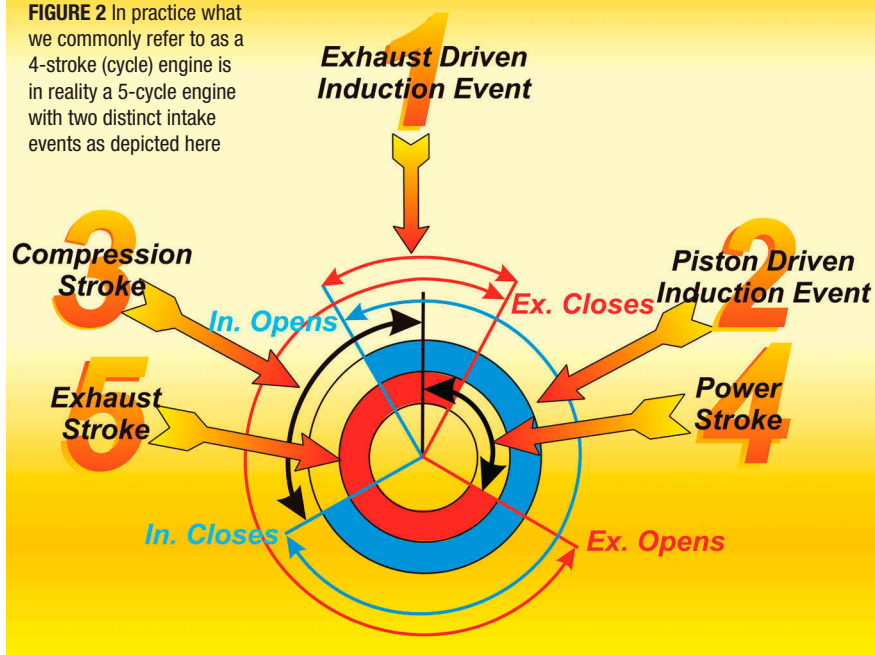 FIGURE 2 In practice what
we commonly refer to as a
4-stroke (cycle) engine is
in reality a 5-cycle engine
with two distinct intake
events as depicted here
1
Exhaust Driven
Induction Event
3
Compression
Stroke
2
Piston Driven
Induction Event
In. Opens
Ex. Closes
5
Exhaust
Stroke
4
Power
Stroke
In. Closes
Ex. Opens